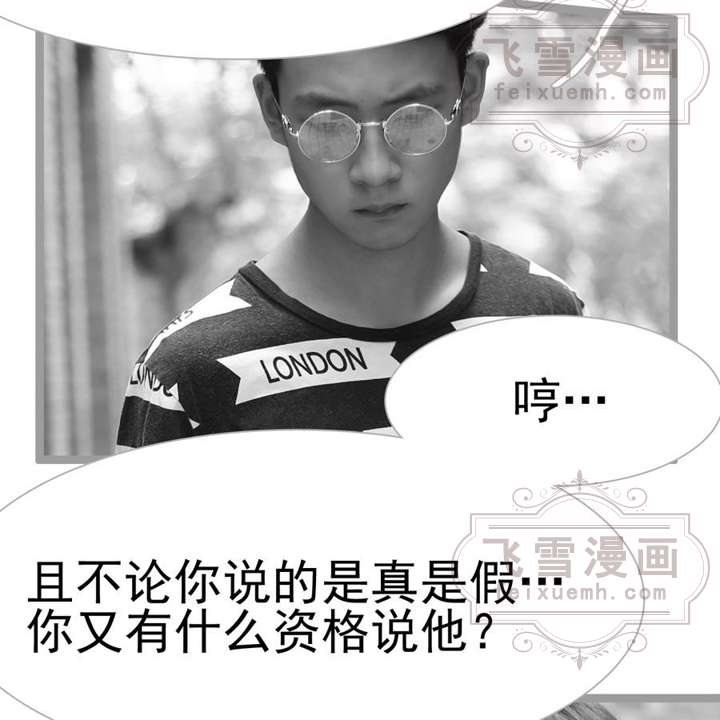 飞雪漫画
feixuemh.com
LONDON
哼…
飞雪漫画
feixuemh.com
且不论你说的是真是假…
你又有什么资格说他？